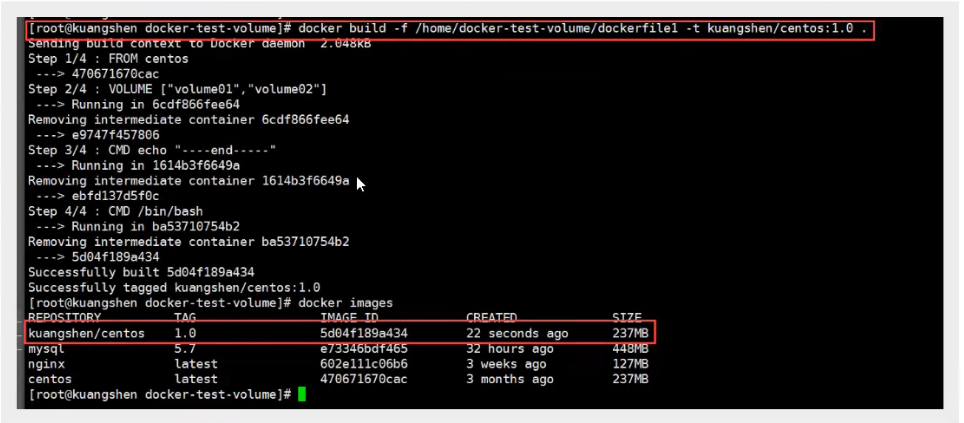 [root@kuangshen docker-test-volume]# docker build -f /home/docker-test-volume/dockerfile1 -t kuangshen/centos:1.0 .
Sending build context to Docker daemon  2.048kB
Step 1/4 : FROM centos
 ---> 470671670cac
Step 2/4 : VOLUME ["volume01","volume02"]
 ---> Running in 6cdf866fee64
Removing intermediate container 6cdf866fee64
 ---> e9747f457806
Step 3/4 : CMD echo "----end-----"
 ---> Running in 1614b3f6649a
Removing intermediate container 1614b3f6649a
 ---> ebfd137d5f0c
Step 4/4 : CMD /bin/bash
 ---> Running in ba53710754b2
Removing intermediate container ba53710754b2
 ---> 5d04f189a434
Successfully built 5d04f189a434
Successfully tagged kuangshen/centos:1.0
[root@kuangshen docker-test-volume]# docker images
REPOSITORY          TAG                 IMAGE ID            CREATED             SIZE
kuangshen/centos    1.0                 5d04f189a434        22 seconds ago      237MB
mysql               5.7                 e73346bdf465        32 hours ago        448MB
nginx               latest              602e111c06b6        3 weeks ago         127MB
centos              latest              470671670cac        3 months ago        237MB
[root@kuangshen docker-test-volume]#